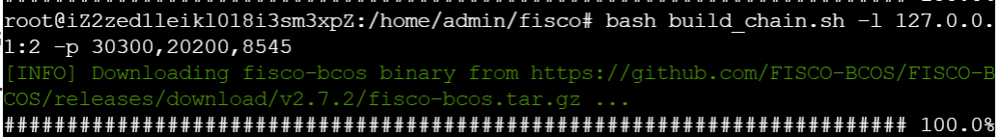 root@iZ2zed1leikl018i3sm3xpZ:/home/admin/fisco# bash build_chain.sh -l 127.0.0.
1:2 -p 30300,20200,8545
[INFO] Downloading fisco-bcos binary from https://github.com/FISCO-BCOS/FISCO-B
COS/releases/download/v2.7.2/fisco-bcos.tar.gz ...
######################################################################## 100.0%